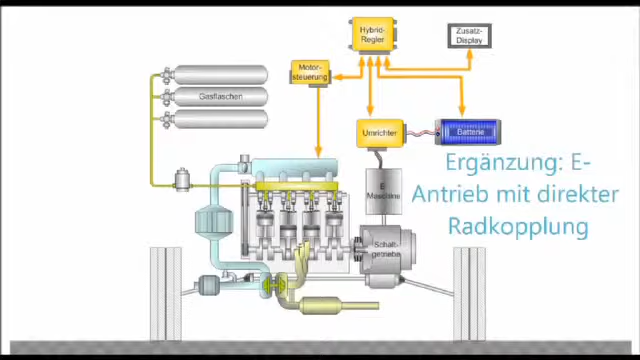 Hybrid-
Regler
Zusatz-
Display
Motor-
steuerung
Gasflaschen
Umrichter
Batterie
Ergänzung: E-
Antrieb mit direkter
Radkopplung
E
Maschine
Schalt-
getriebe